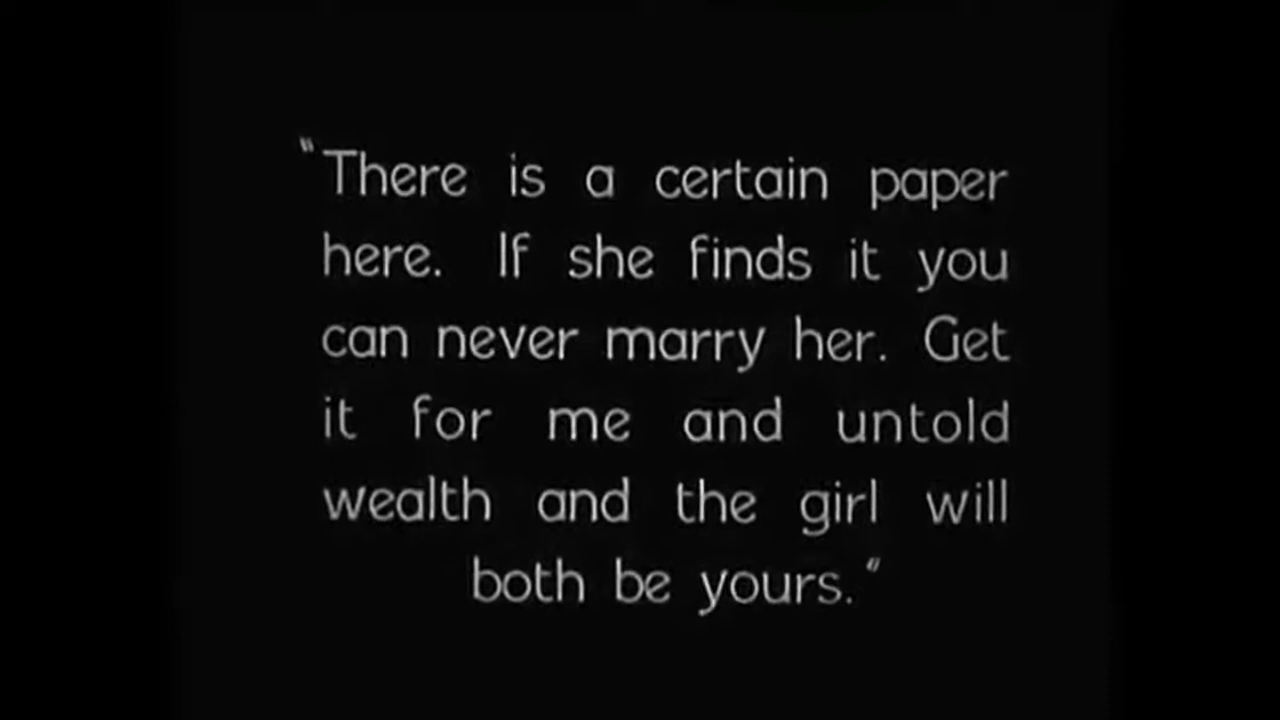 "There is a certain paper
here. If she finds it you
can never marry her. Get
it for me and untold
wealth and the girl will
both be yours."